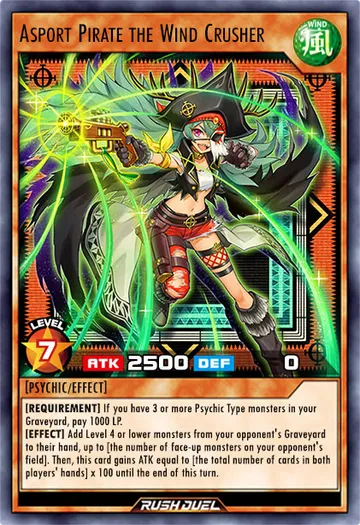 Asport Pirate the Wind Crusher
WIND
風
LEVEL
7
ATK 2500 DEF 0
[PSYCHIC/EFFECT]
[REQUIREMENT] If you have 3 or more Psychic Type monsters in your
Graveyard, pay 1000 LP.
[EFFECT] Add Level 4 or lower monsters from your opponent's Graveyard
to their hand, up to [the number of face-up monsters on your opponent's
field]. Then, this card gains ATK equal to [the total number of cards in both
players' hands] x 100 until the end of this turn.
RUSH DUEL